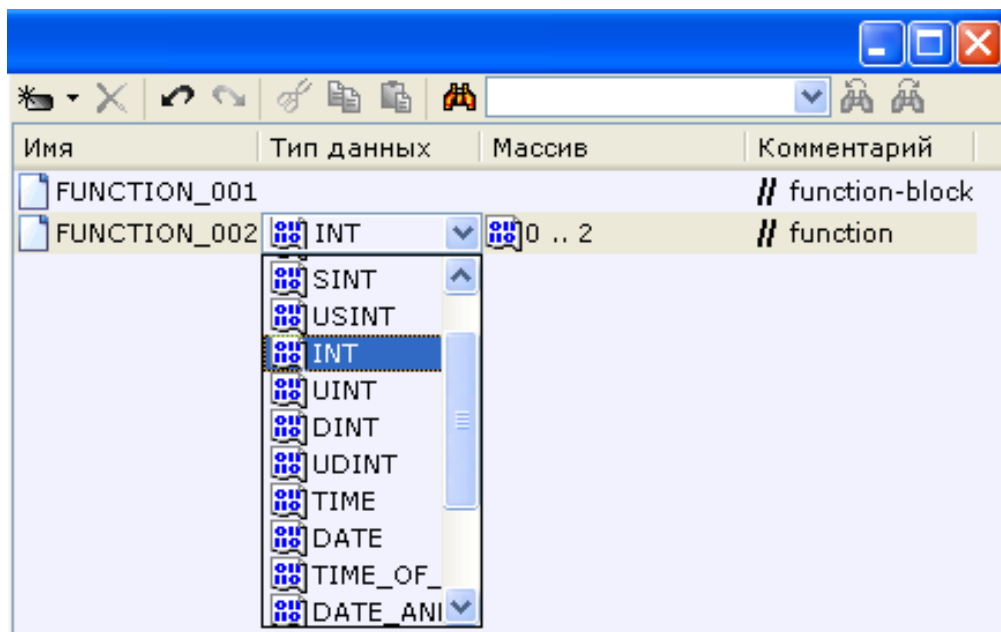 Имя Тип данных Массив Комментарий
FUNCTION_001 // function-block
FUNCTION_002 INT 0 .. 2 // function
SINT
USINT
INT
UINT
DINT
UDINT
TIME
DATE
TIME_OF_
DATE_ANI